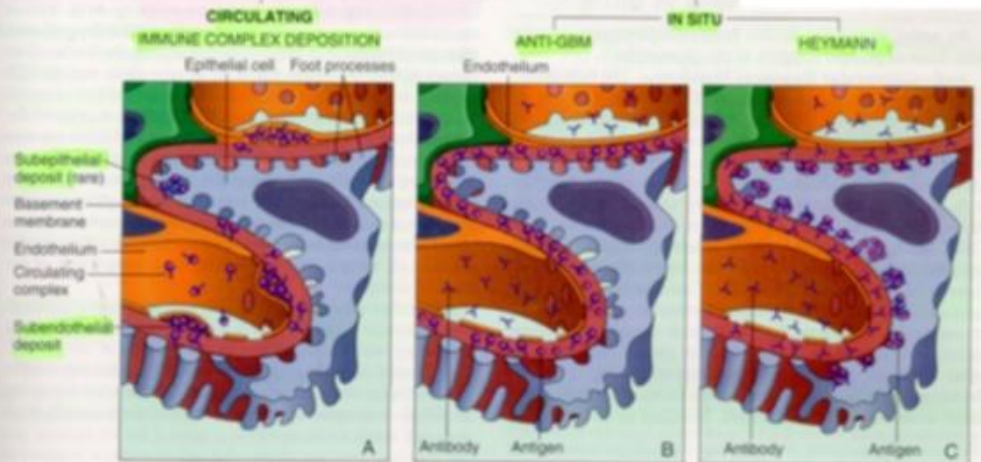 CIRCULATING
IMMUNE COMPLEX DEPOSITION
IN SITU
ANTI-GBM
HEYMANN
Epithelial cell Foot processes
Endothelium
Subepithelial
deposit (rare)
Basement
membrane
Endothelium
Circulating
complex
Subendothelial
deposit
A
Antibody Antigen B
Antibody Antigen C